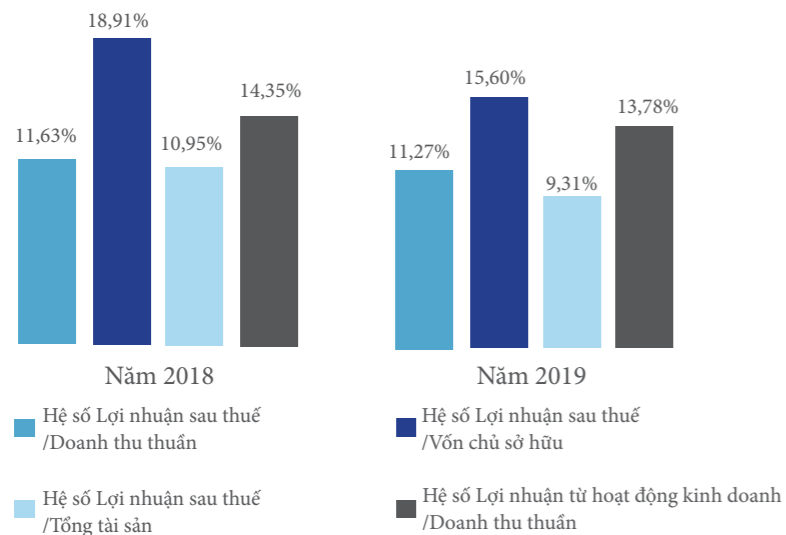 18,91%
11,63%
10,95%
14,35%
Năm 2018
15,60%
11,27%
9,31%
13,78%
Năm 2019
Hệ số Lợi nhuận sau thuế
/Doanh thu thuần
Hệ số Lợi nhuận sau thuế
/Vốn chủ sở hữu
Hệ số Lợi nhuận sau thuế
/Tổng tài sản
Hệ số Lợi nhuận từ hoạt động kinh doanh
/Doanh thu thuần